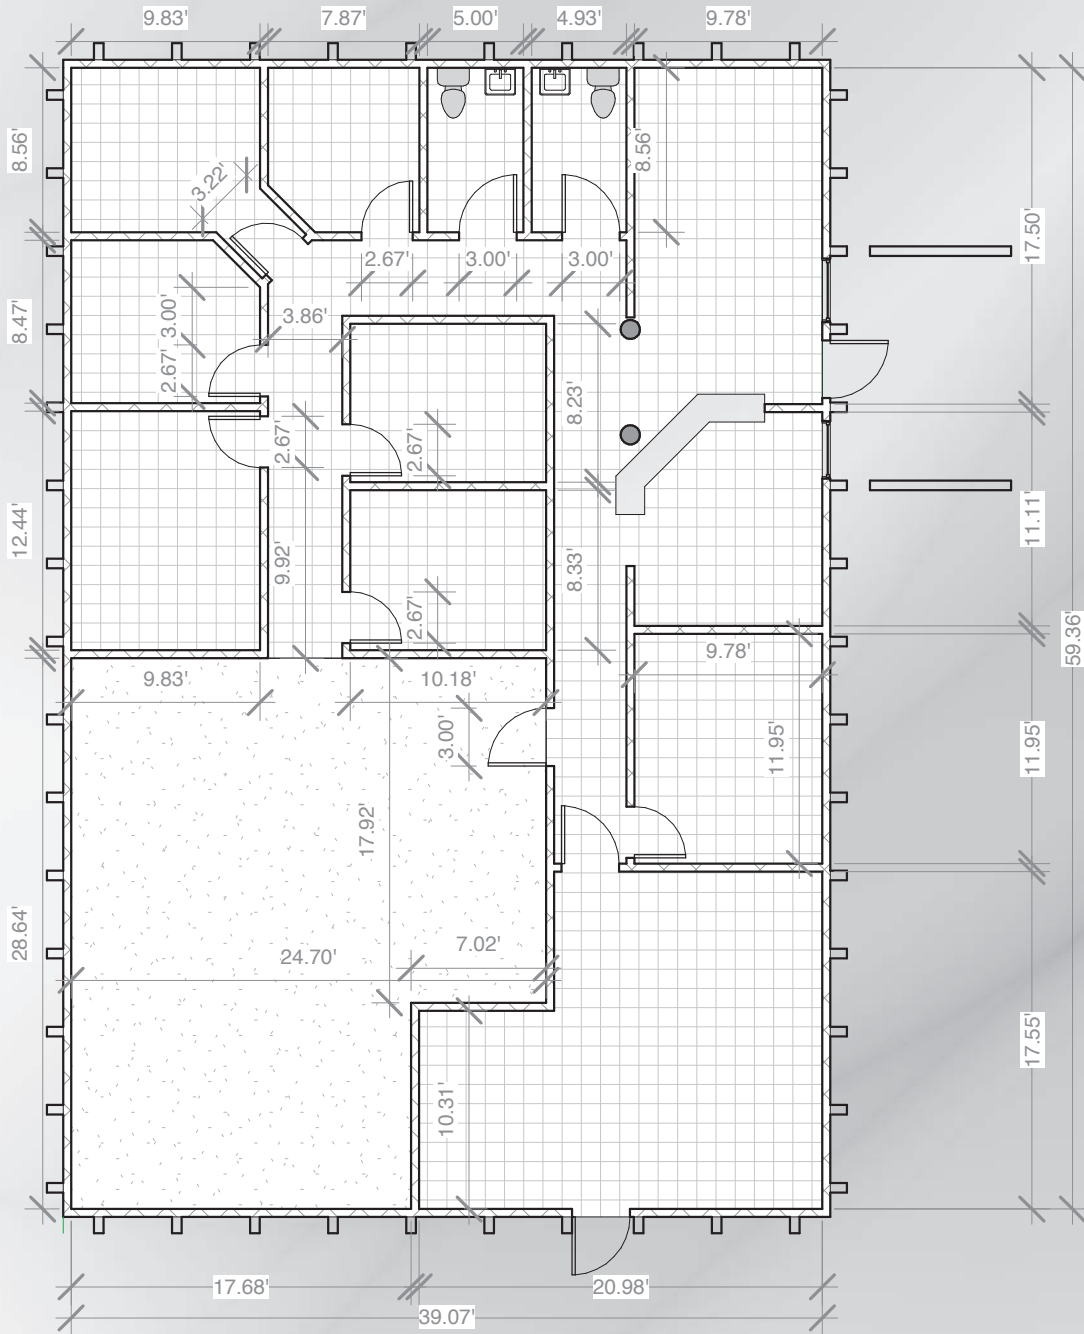 9.83' 7.87' 5.00' 4.93' 9.78'
8.56' 3.22' 8.56'
17.50'
2.67' 3.00' 3.00'
8.47' 3.00' 3.86'
2.67' 8.23'
2.67' 2.67'
12.44' 11.11'
9.92' 8.33'
2.67'
59.36'
9.83' 10.18' 9.78'
3.00' 11.95' 11.95'
17.92'
28.64' 24.70' 7.02'
17.55'
10.31'
17.68' 20.98'
39.07'